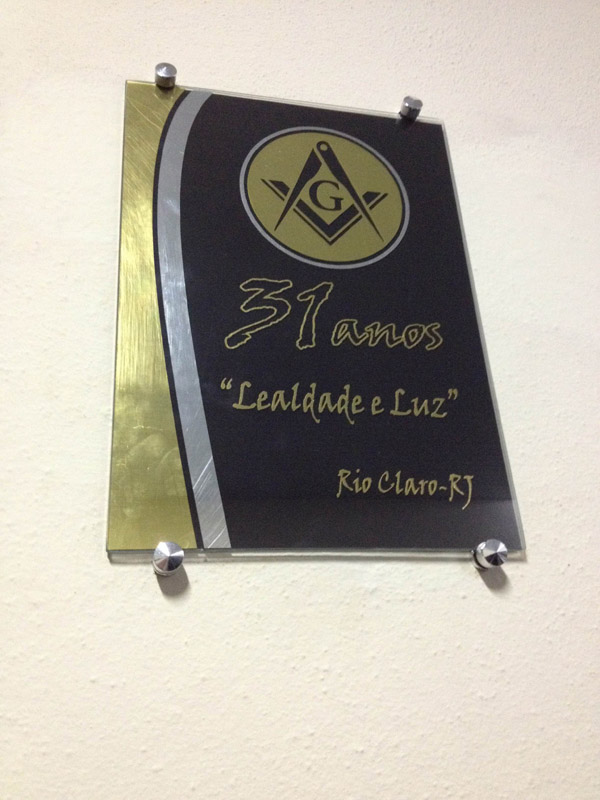 G
31 anos
"Lealdade e Luz"
Rio Claro-RJ